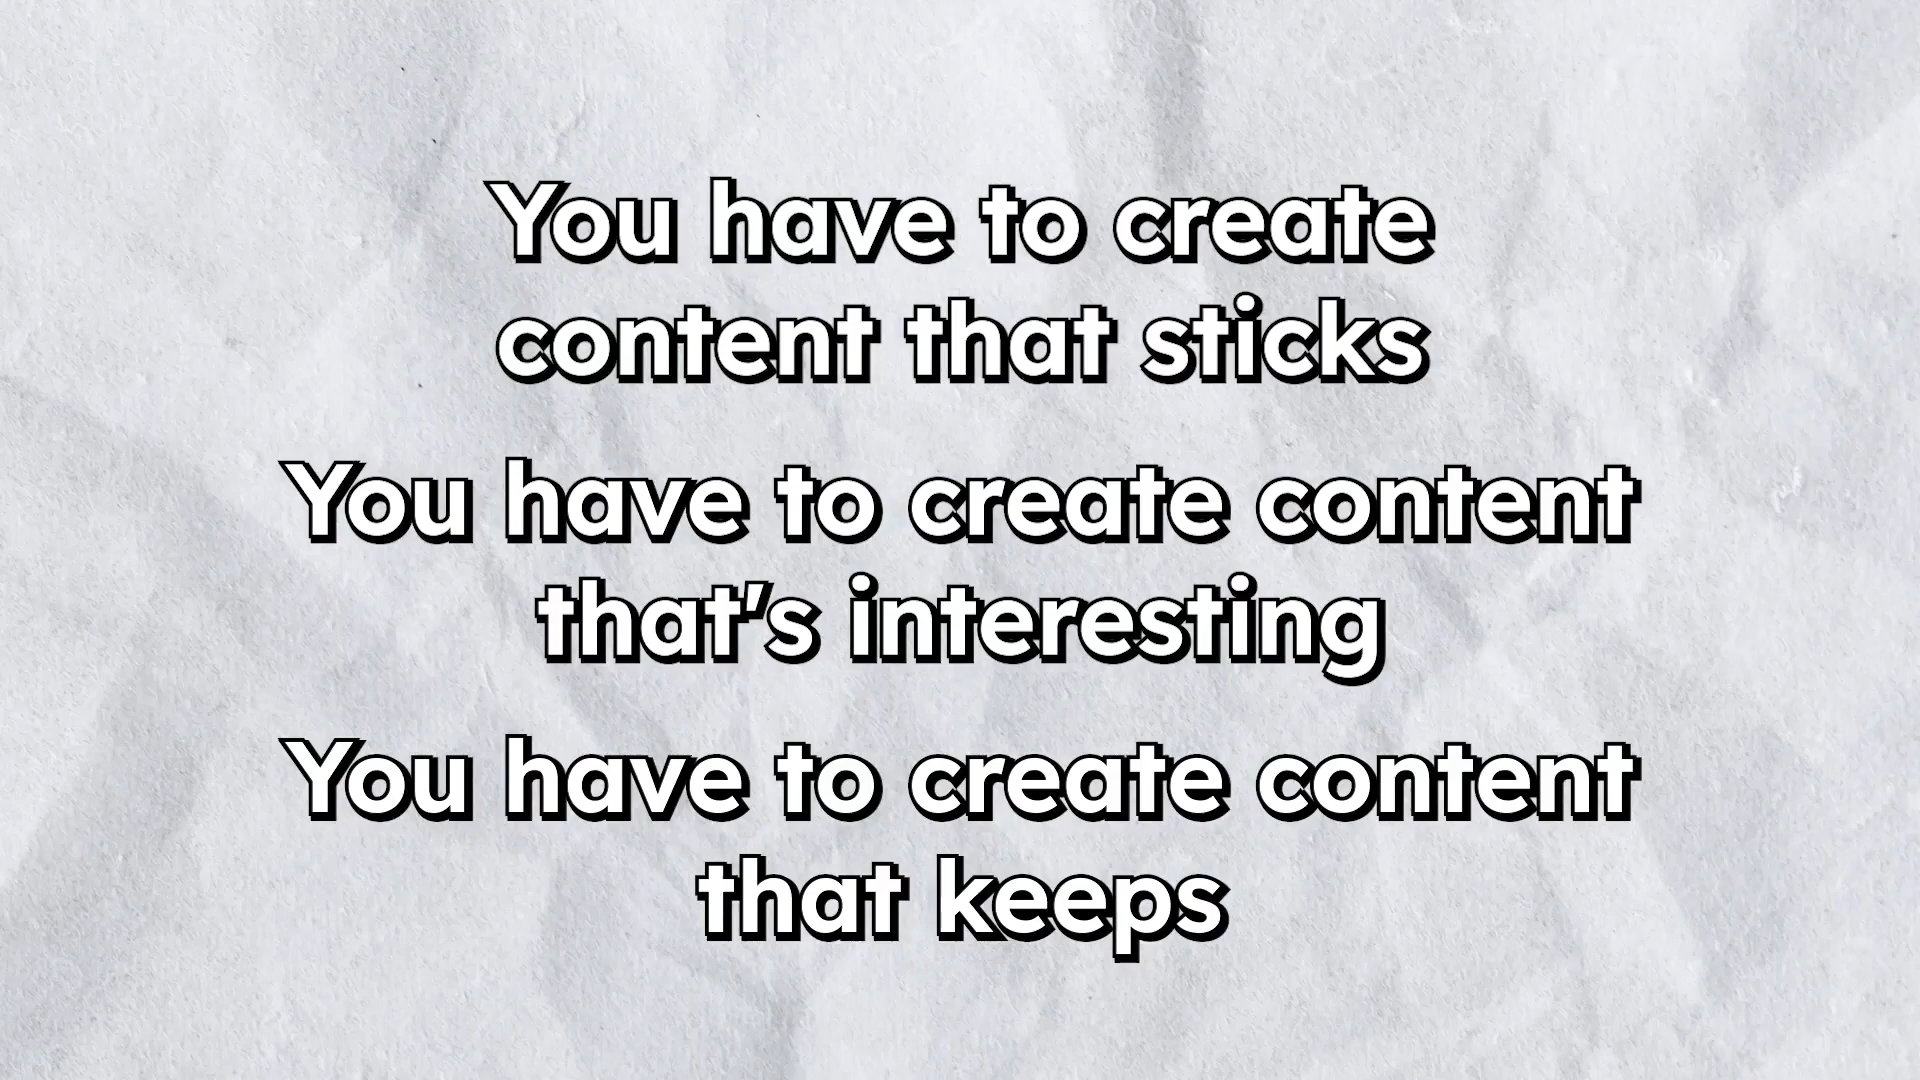 You have to create
content that sticks
You have to create content
that's interesting
You have to create content
that keeps